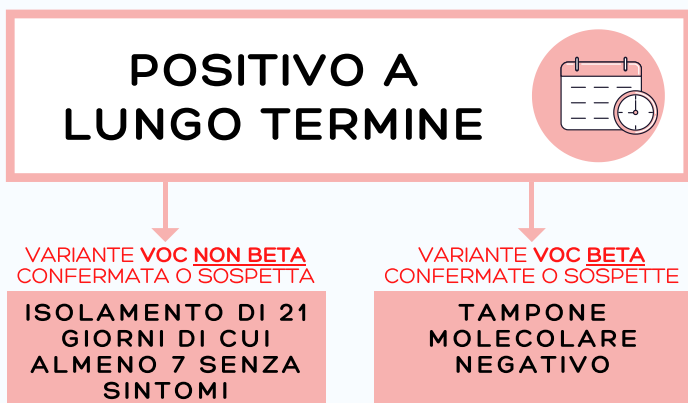 POSITIVO A
LUNGO TERMINE
VARIANTE VOC NON BETA
CONFERMATA O SOSPETTA
ISOLAMENTO DI 21
GIORNI DI CUI
ALMENO 7 SENZA
SINTOMI
VARIANTE VOC BETA
CONFERMATE O SOSPETTE
TAMPONE
MOLECOLARE
NEGATIVO